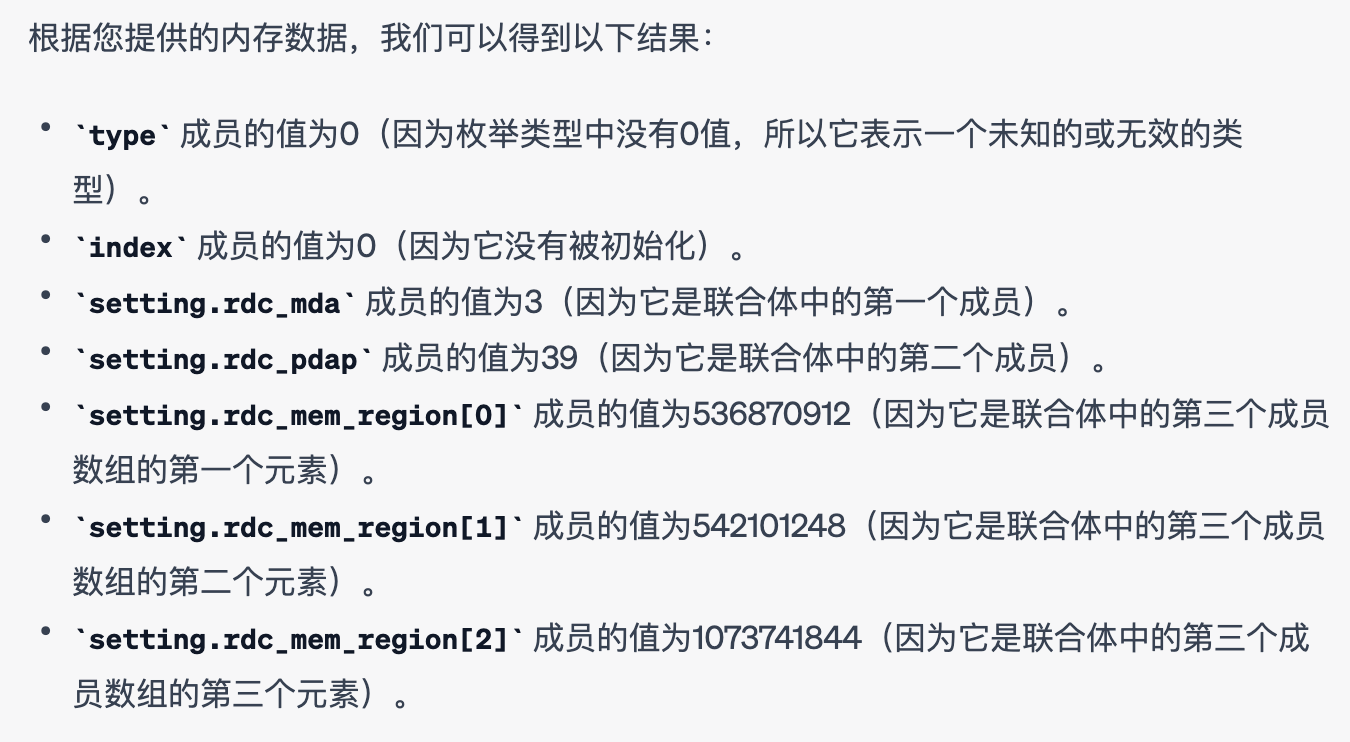 根据您提供的内存数据，我们可以得到以下结果：
• `type` 成员的值为0（因为枚举类型中没有0值，所以它表示一个未知的或无效的类
型）。
• `index` 成员的值为0（因为它没有被初始化）。
• `setting.rdc_mda` 成员的值为3（因为它是联合体中的第一个成员）。
• `setting.rdc_pdap` 成员的值为39（因为它是联合体中的第二个成员）。
• `setting.rdc_mem_region[0]` 成员的值为536870912（因为它是联合体中的第三个成员
数组的第一个元素）。
• `setting.rdc_mem_region[1]` 成员的值为542101248（因为它是联合体中的第三个成员
数组的第二个元素）。
• `setting.rdc_mem_region[2]` 成员的值为1073741844（因为它是联合体中的第三个成
员数组的第三个元素）。